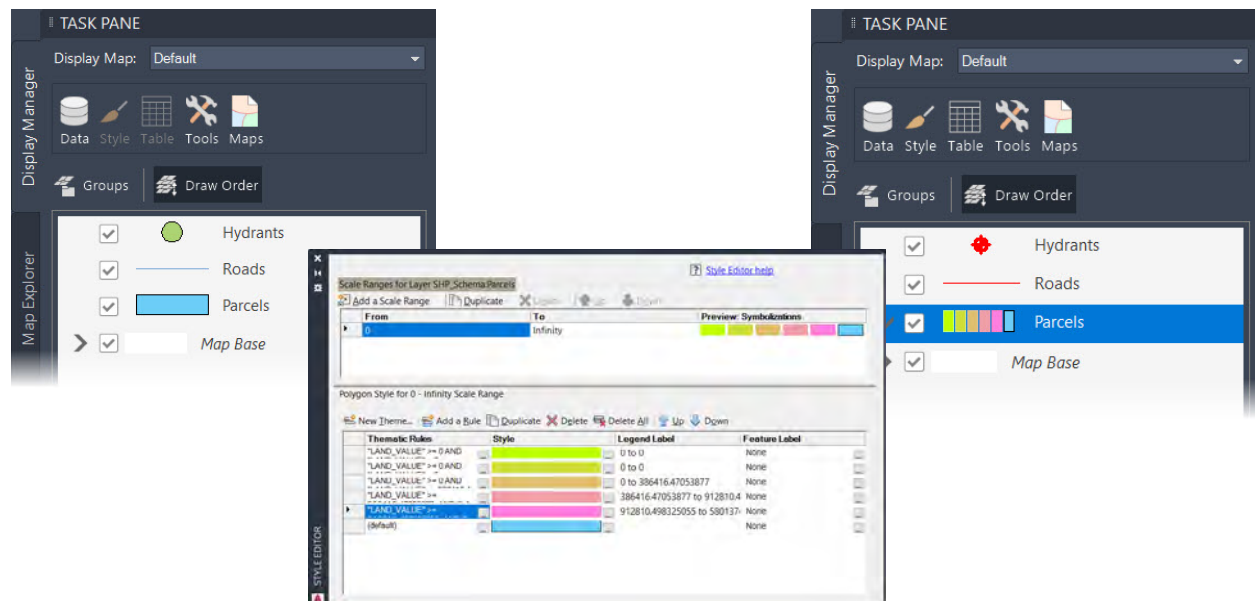 TASK PANE
Display Map: Default
Display Manager
Data Style Table Tools Maps
Groups Draw Order
Map Explorer
Hydrants
Roads
Parcels
Map Base
TASK PANE
Display Map: Default
Display Manager
Data Style Table Tools Maps
Groups Draw Order
Hydrants
Roads
Parcels
Map Base
Style Editor help
Scale Ranges for Layer SHP_Schema:Parcels
Add a Scale Range Duplicate Up Down
From To Preview: Symbolizations
0 Infinity
Polygon Style for 0 - Infinity Scale Range
New Theme... Add a Rule Duplicate Delete Delete All Up Down
Thematic Rules Style Legend Label Feature Label
"LAND_VALUE" >= 0 AND 0 to 0 None
"LAND_VALUE" >= 0 AND 0 to 0 None
"LAND_VALUE" >= 0 AND 0 to 386416.47053877 None
"LAND_VALUE" >= 386416.47053877 to 912810.4 None
"LAND_VALUE" >= 912810.498325055 to 580137 None
(default) None
STYLE EDITOR